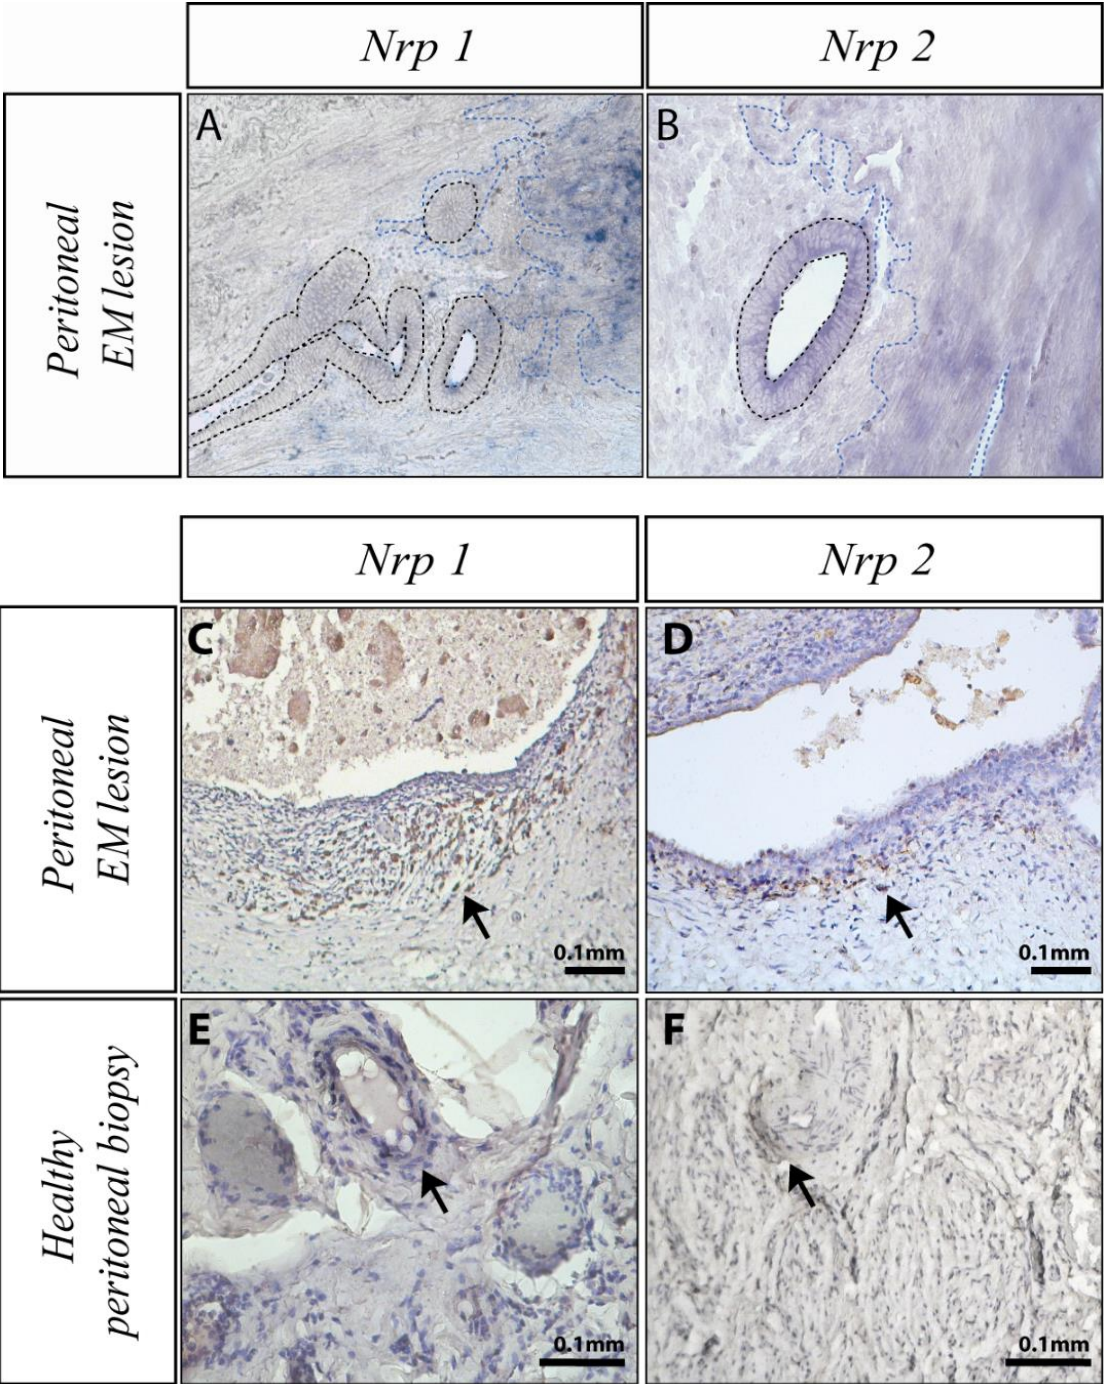 Nrp 1
Nrp 2
Peritoneal
EM lesion
A
B
Nrp 1
Nrp 2
Peritoneal
EM lesion
C
0.1mm
D
0.1mm
Healthy
peritoneal biopsy
E
0.1mm
F
0.1mm